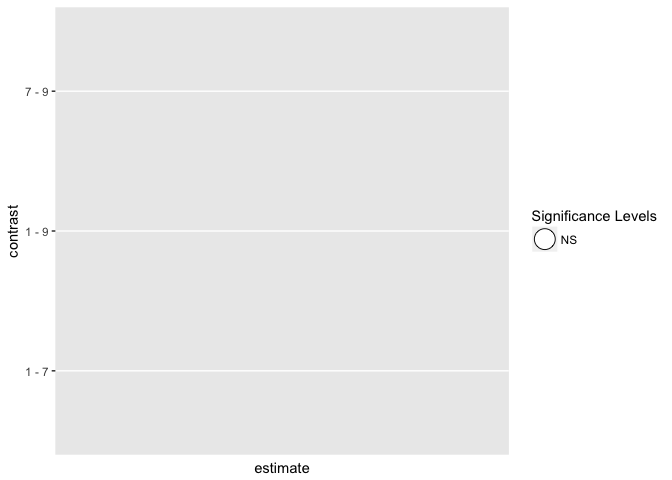 7 - 9
1 - 9
1 - 7
contrast
estimate
Significance Levels
NS